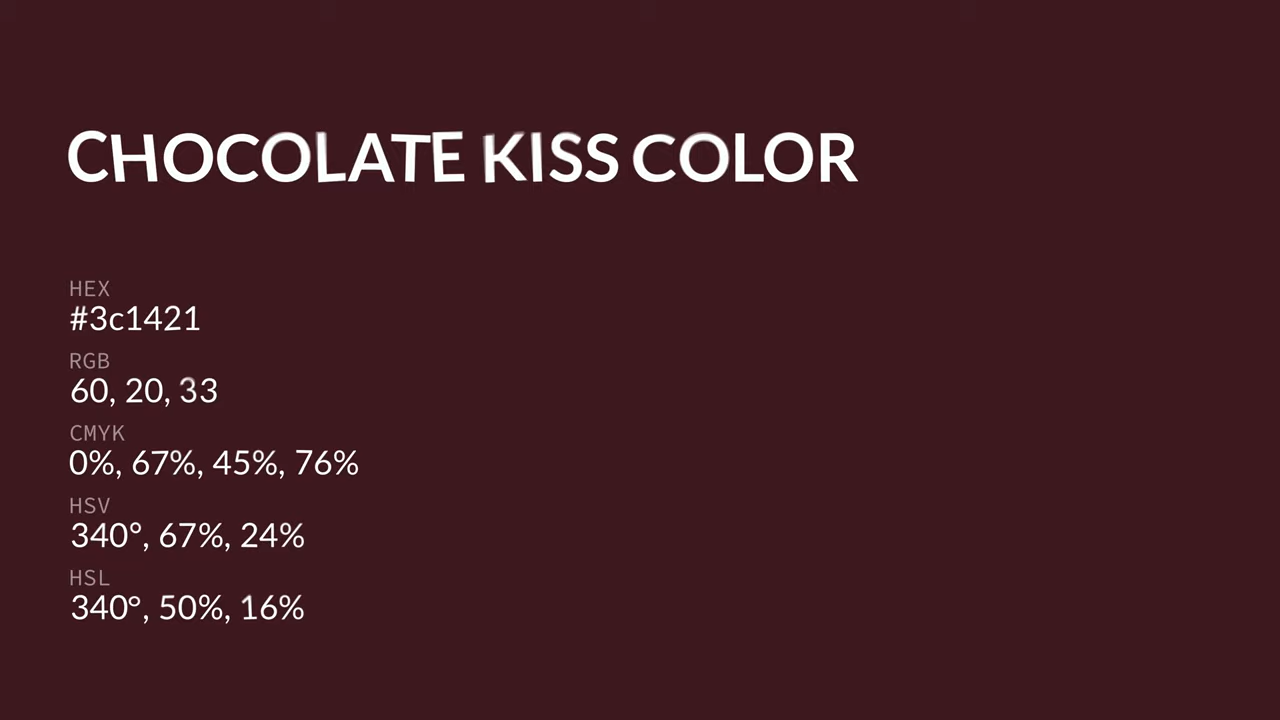 CHOCOLATE KISS COLOR
HEX
#3c1421
RGB
60, 20, 33
CMYK
0%, 67%, 45%, 76%
HSV
340°, 67%, 24%
HSL
340°, 50%, 16%